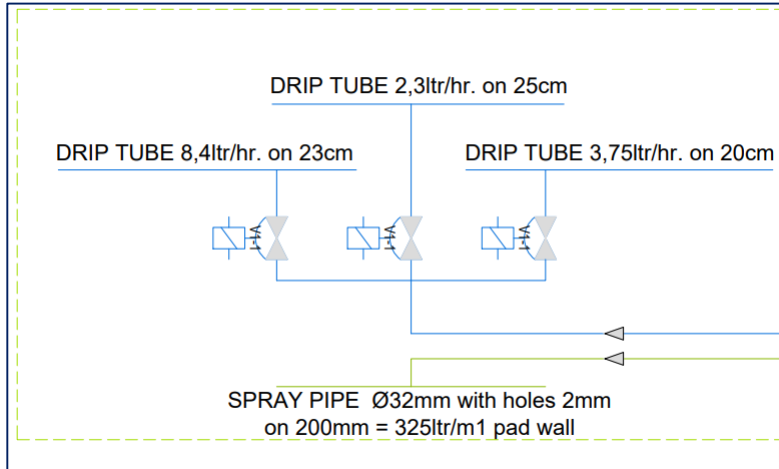 DRIP TUBE 2,3ltr/hr. on 25cm
DRIP TUBE 8,4ltr/hr. on 23cm
DRIP TUBE 3,75ltr/hr. on 20cm
SPRAY PIPE Ø32mm with holes 2mm
on 200mm = 325ltr/m1 pad wall